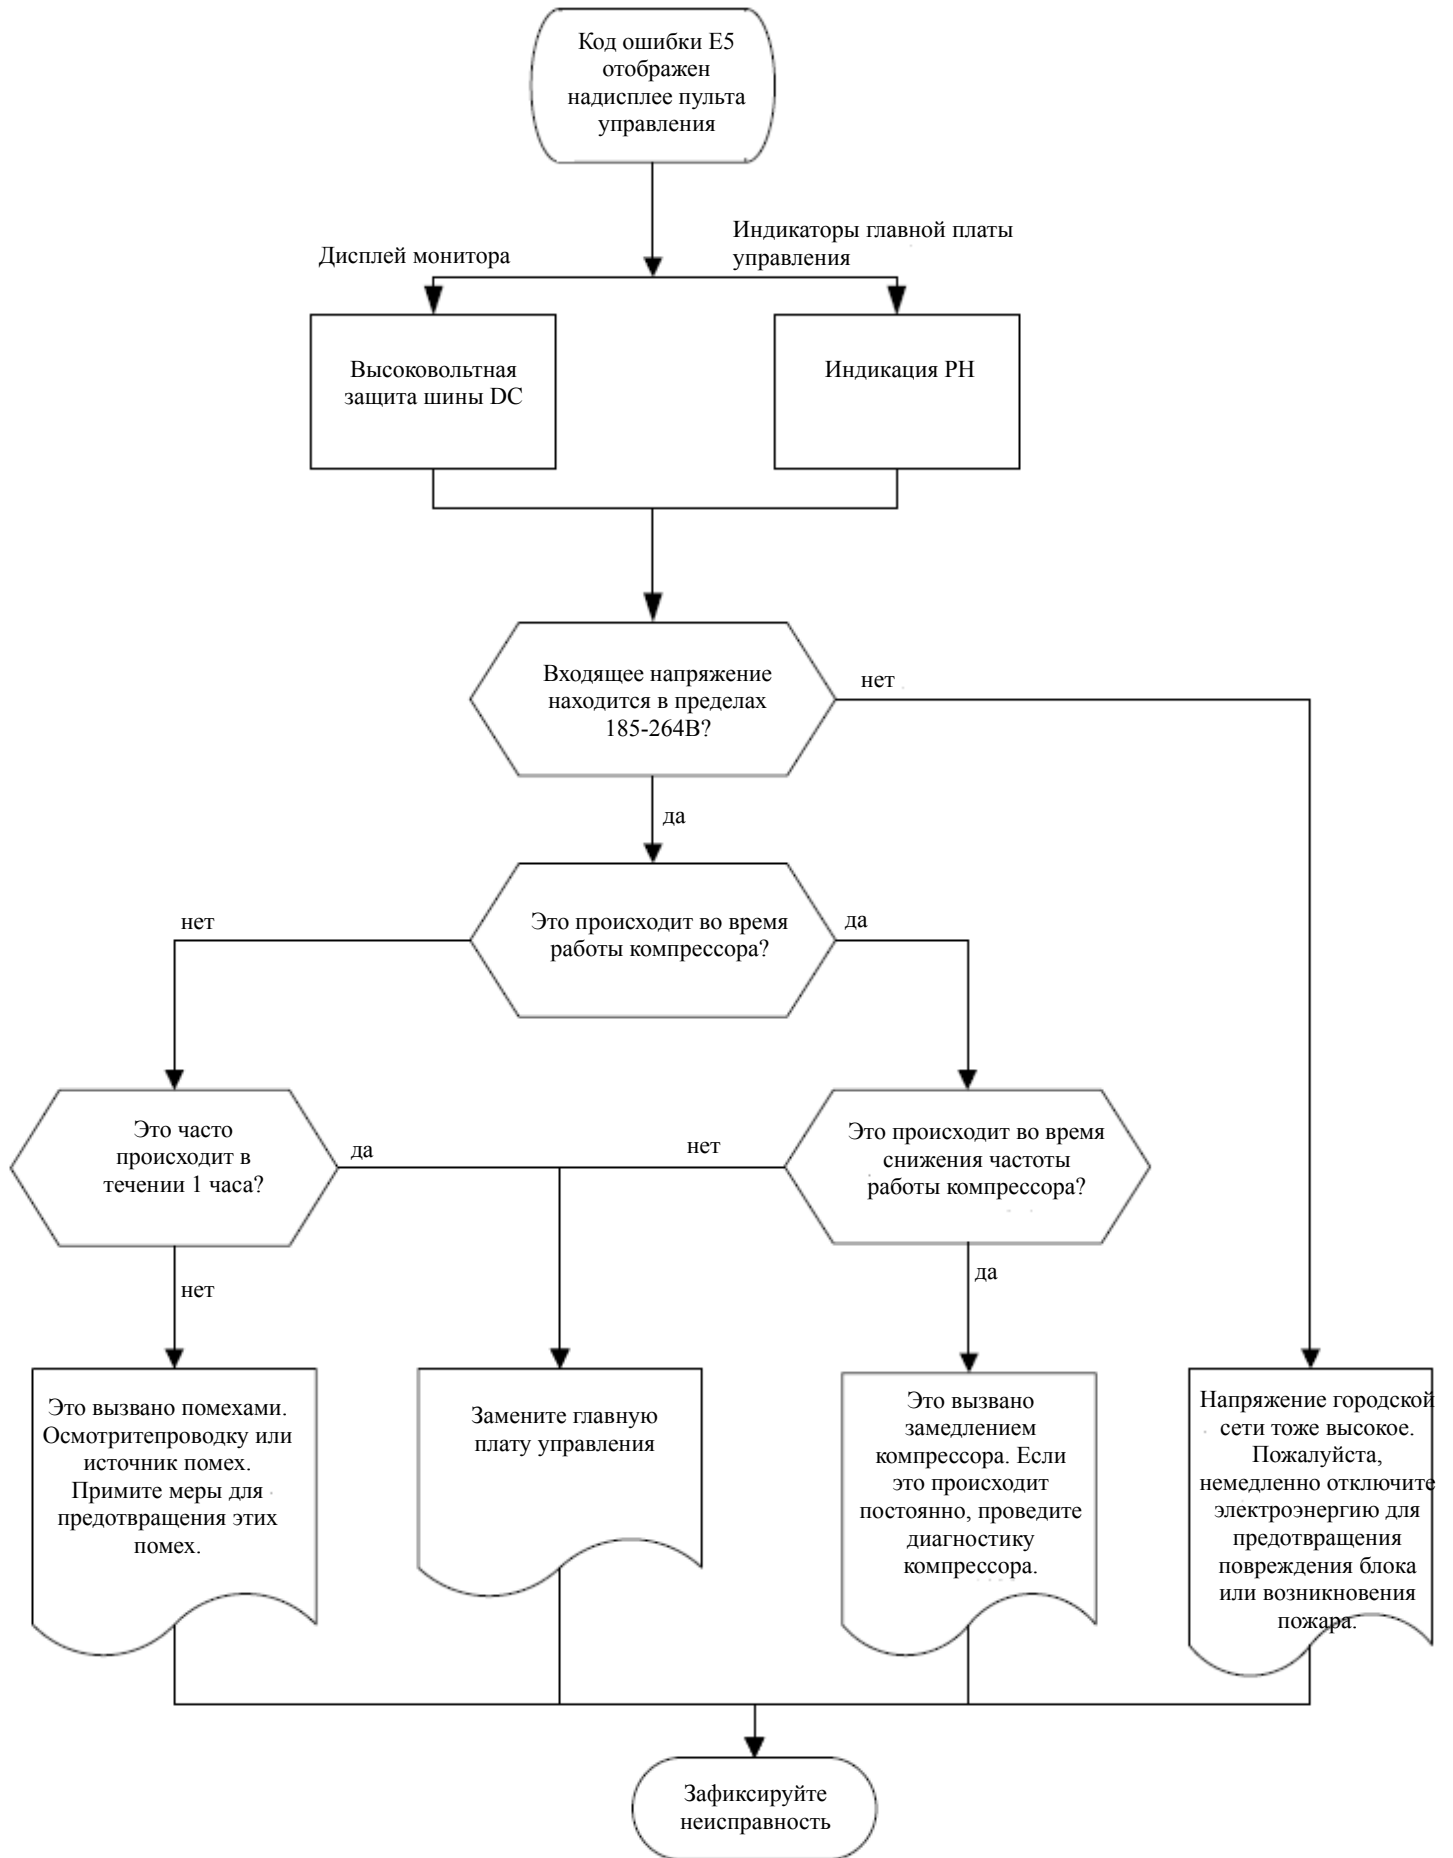 Код ошибки E5
отображен
надисплее пульта
управления
Дисплей монитора
Индикаторы главной платы
управления
Высоковольтная
защита шины DC
Индикация PH
Входящее напряжение
находится в пределах
185-264В?
нет
да
Это происходит во время
работы компрессора?
нет
да
Это часто
происходит в
течении 1 часа?
да
нет
Это происходит во время
снижения частоты
работы компрессора?
нет
да
Это вызвано помехами.
Осмотритепроводку или
источник помех.
Примите меры для
предотвращения этих
помех.
Замените главную
плату управления
Это вызвано
замедлением
компрессора. Если
это происходит
постоянно, проведите
диагностику
компрессора.
Напряжение городской
сети тоже высокое.
Пожалуйста,
немедленно отключите
электроэнергию для
предотвращения
повреждения блока
или возникновения
пожара.
Зафиксируйте
неисправность